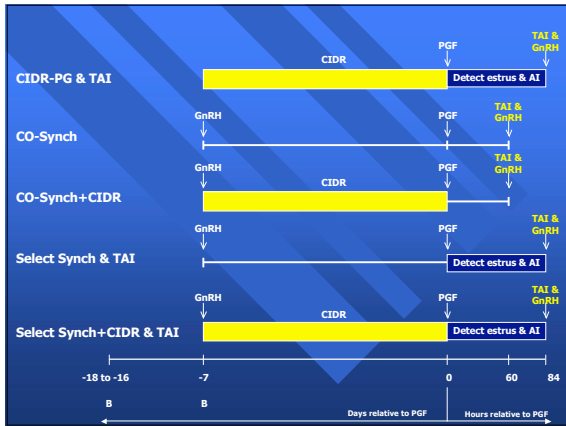 PGF
TAI &
GnRH
CIDR
CIDR-PG & TAI
Detect estrus & AI
GnRH
PGF
TAI &
GnRH
CO-Synch
GnRH
CIDR
PGF
TAI &
GnRH
CO-Synch+CIDR
GnRH
PGF
TAI &
GnRH
Select Synch & TAI
Detect estrus & AI
GnRH
CIDR
PGF
TAI &
GnRH
Select Synch+CIDR & TAI
Detect estrus & AI
-18 to -16
-7
0
60
84
B
B
Days relative to PGF
Hours relative to PGF